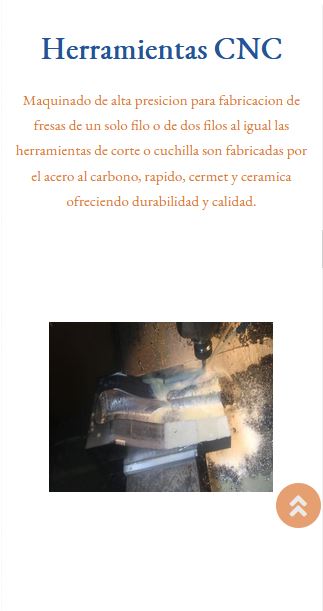 Herramientas CNC
Maquinado de alta presicion para fabricacion de
fresas de un solo filo o de dos filos al igual las
herramientas de corte o cuchilla son fabricadas por
el acero al carbono, rapido, cermet y ceramica
ofreciendo durabilidad y calidad.